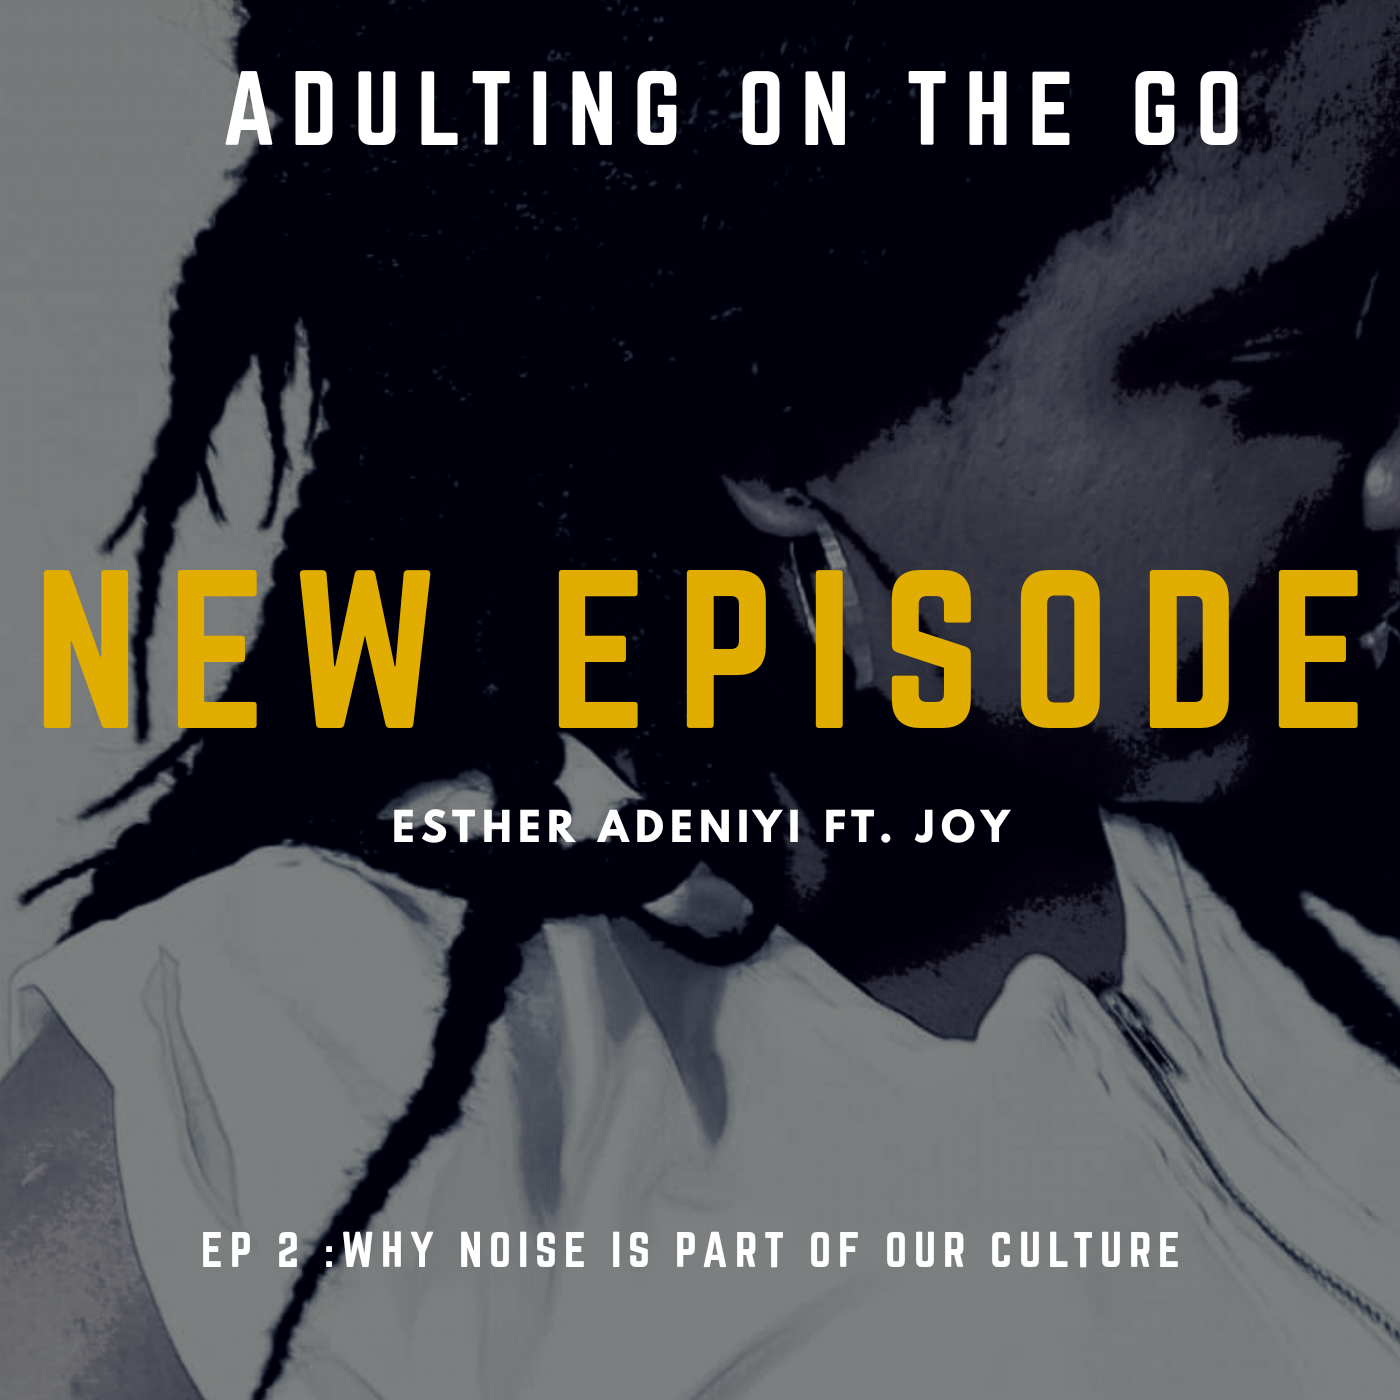 ADULTING ON THE GO
NEW EPISODE
ESTHER ADENIYI FT. JOY
EP 2 :WHY NOISE IS PART OF OUR CULTURE